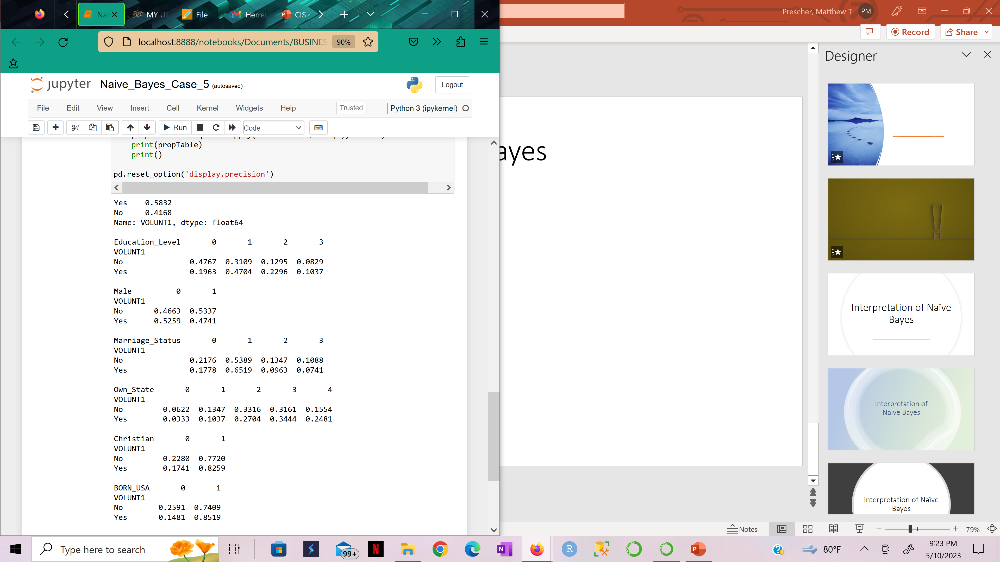 Nai
MY UT
File
Herrer
CIS 4
Prescher, Matthew T
PM
Record
Share
localhost:8888/notebooks/Documents/BUSINES
90%
Designer
jupyter
Naive_Bayes_Case_5 (autosaved)
Logout
File
Edit
View
Insert
Cell
Kernel
Widgets
Help
Trusted
Python 3 (ipykernel)
Run
Code
print(propTable)
print()
pd.reset_option('display.precision')
Yes 0.5832
No 0.4168
Name: VOLUNT1, dtype: float64
Education_Level 0 1 2 3
VOLUNT1
No 0.4767 0.3109 0.1295 0.0829
Yes 0.1963 0.4704 0.2296 0.1037
Male 0 1
VOLUNT1
No 0.4663 0.5337
Yes 0.5259 0.4741
Marriage_Status 0 1 2 3
VOLUNT1
No 0.2176 0.5389 0.1347 0.1088
Yes 0.1778 0.6519 0.0963 0.0741
Own_State 0 1 2 3 4
VOLUNT1
No 0.0622 0.1347 0.3316 0.3161 0.1554
Yes 0.0333 0.1037 0.2704 0.3444 0.2481
Christian 0 1
VOLUNT1
No 0.2280 0.7720
Yes 0.1741 0.8259
BORN_USA 0 1
VOLUNT1
No 0.2591 0.7409
Yes 0.1481 0.8519
ayes
!
Interpretation of Naïve
Bayes
Interpretation of
Naïve Bayes
Interpretation of Naïve
Bayes
Notes
79%
Type here to search
99+
N
N
R
P
80°F
9:23 PM
5/10/2023